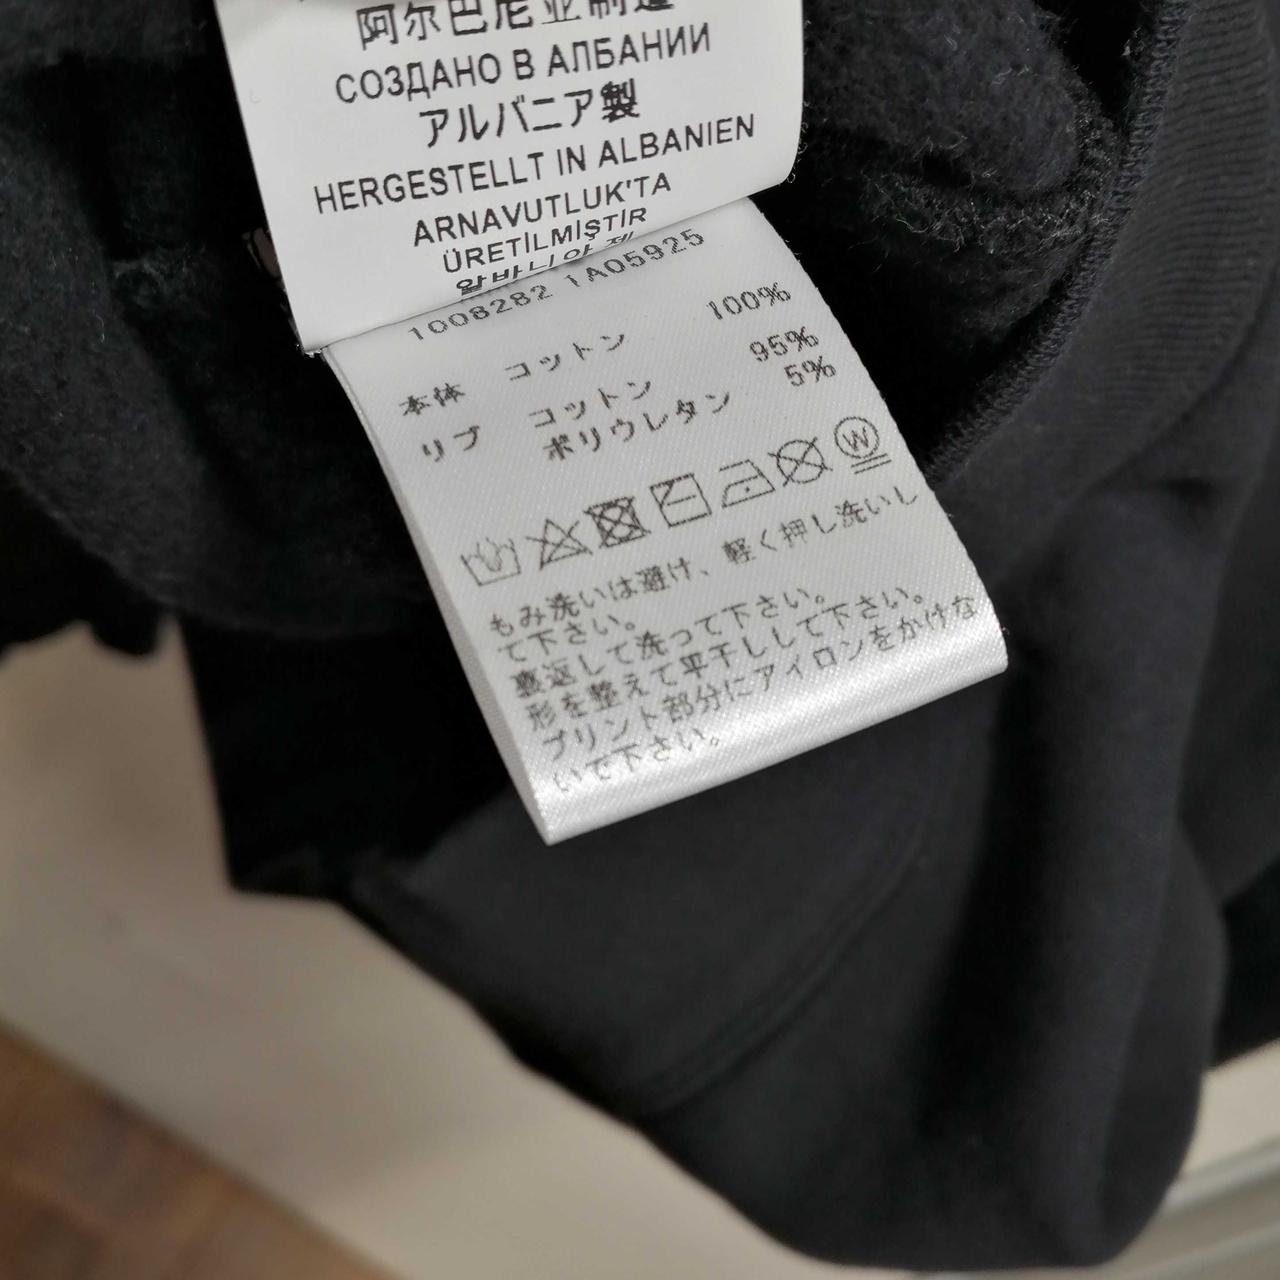 阿尔巴尼亚制造
СОЗДАНО В АЛБАНИИ
アルバニア製
HERGESTELLT IN ALBANIEN
ARNAVUTLUK'TA
ÜRETİLMİŞTİR
알바니아 제
1008282 1A05925
本体 コットン 100%
リブ コットン 95%
ポリウレタン 5%
W
もみ洗いは避け、軽く押し洗いし
て下さい。
裏返して洗って下さい。
形を整えて平干しして下さい。
プリント部分にアイロンをかけな
いで下さい。